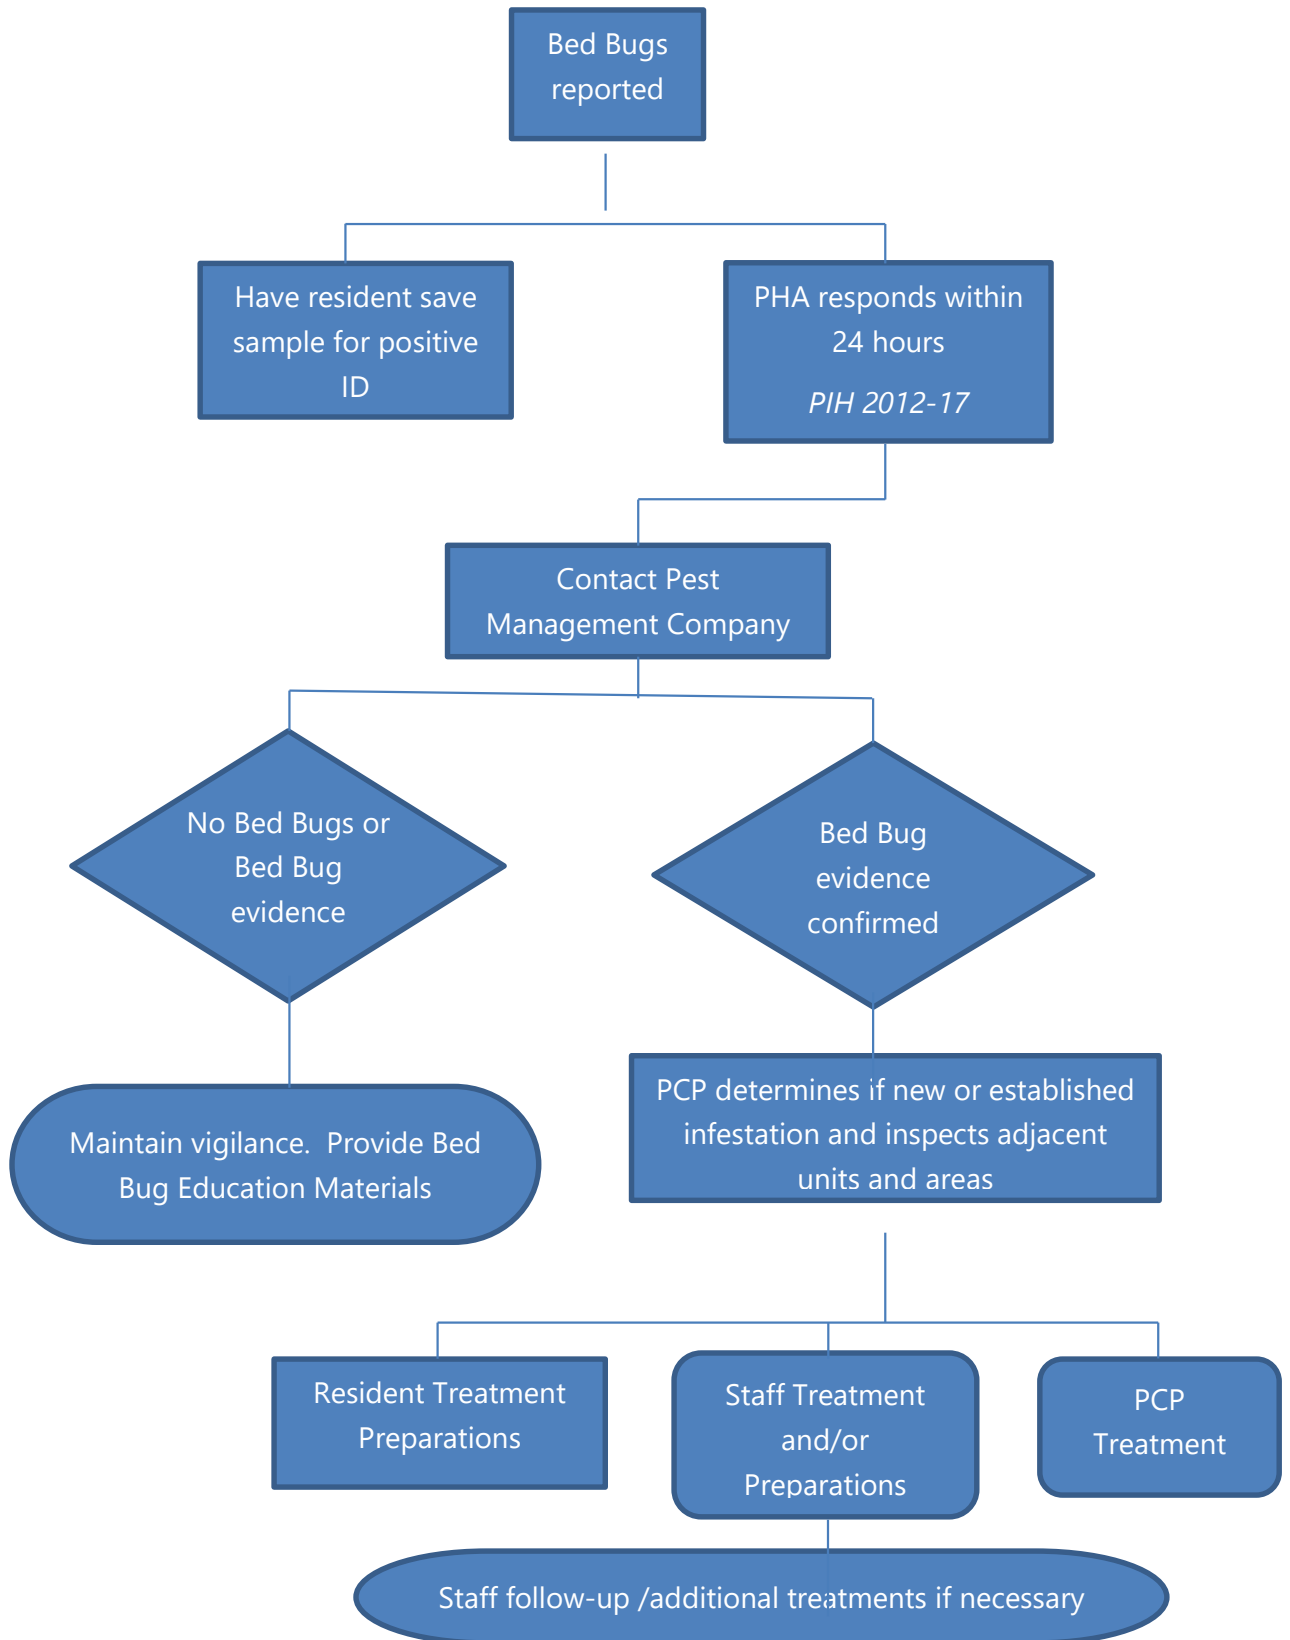 Bed Bugs
reported
Have resident save
sample for positive
ID
PHA responds within
24 hours
PIH 2012-17
Contact Pest
Management Company
No Bed Bugs or
Bed Bug
evidence
Bed Bug
evidence
confirmed
Maintain vigilance.  Provide Bed
Bug Education Materials
PCP determines if new or established
infestation and inspects adjacent
units and areas
Resident Treatment
Preparations
Staff Treatment
and/or
Preparations
PCP
Treatment
Staff follow-up /additional treatments if necessary